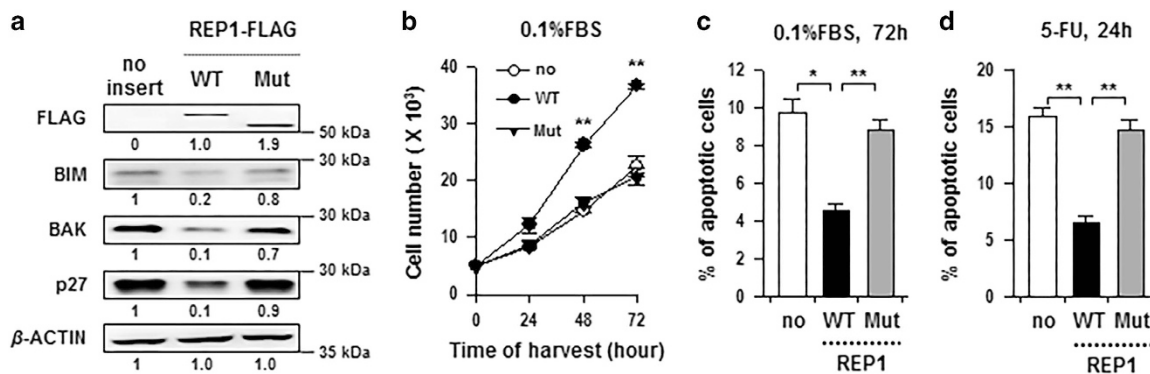 a
REP1-FLAG
no insert WT Mut
FLAG
50 kDa
0 1.0 1.9
30 kDa
BIM
1 0.2 0.8
30 kDa
BAK
1 0.1 0.7
30 kDa
p27
1 0.1 0.9
β-ACTIN
35 kDa
1 1.0 1.0
b
0.1%FBS
Cell number ( X 10³)
40
30
20
10
0
no
WT
Mut
**
**
0 24 48 72
Time of harvest (hour)
c
0.1%FBS, 72h
% of apoptotic cells
12
10
8
6
4
2
0
* **
no WT Mut
REP1
d
5-FU, 24h
% of apoptotic cells
20
15
10
5
0
** **
no WT Mut
REP1